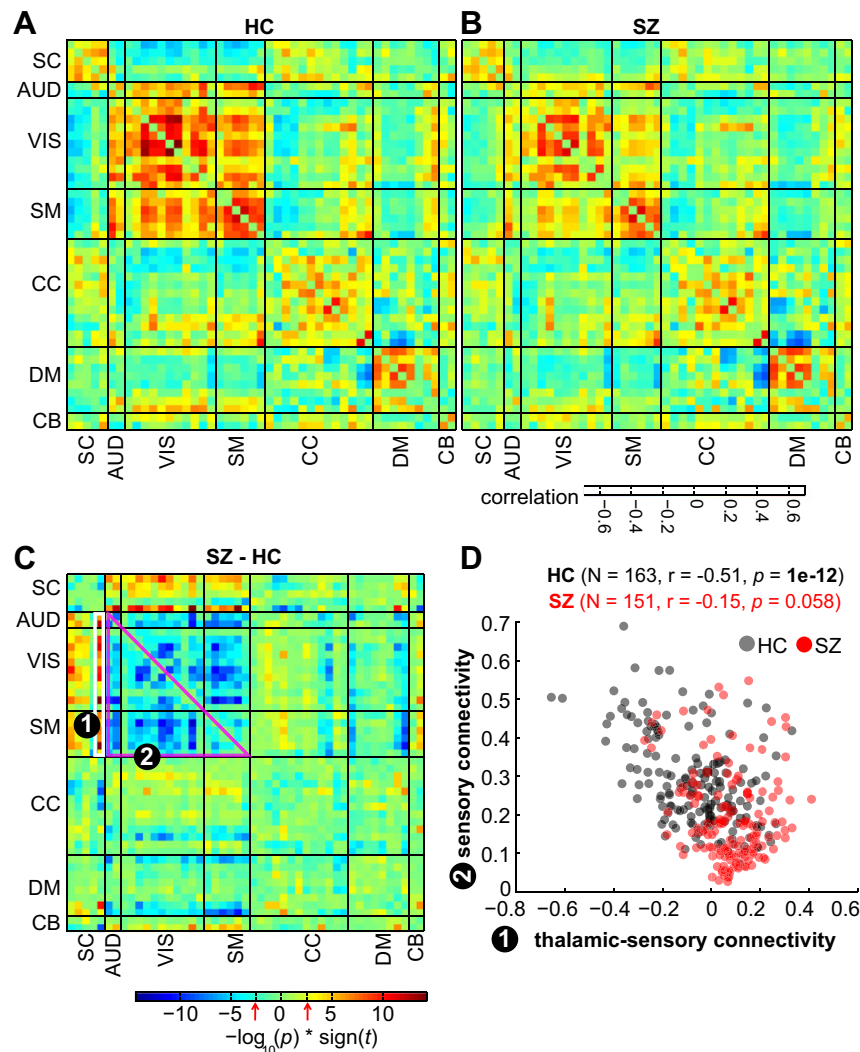 A
HC
B
SZ
SC
AUD
VIS
SM
CC
DM
CB
SC
AUD
VIS
SM
CC
DM
CB
SC
AUD
VIS
SM
CC
DM
CB
correlation
−0.6
−0.4
−0.2
0
0.2
0.4
0.6
C
SZ - HC
SC
AUD
VIS
SM
CC
DM
CB
1
2
SC
AUD
VIS
SM
CC
DM
CB
−10 −5 0 5 10
−log10(p) * sign(t)
D
HC (N = 163, r = -0.51, p = 1e-12)
SZ (N = 151, r = -0.15, p = 0.058)
HC SZ
0.7
0.6
0.5
0.4
0.3
0.2
0.1
0
2 sensory connectivity
−0.8 −0.6 −0.4 −0.2 0 0.2 0.4 0.6
1 thalamic-sensory connectivity